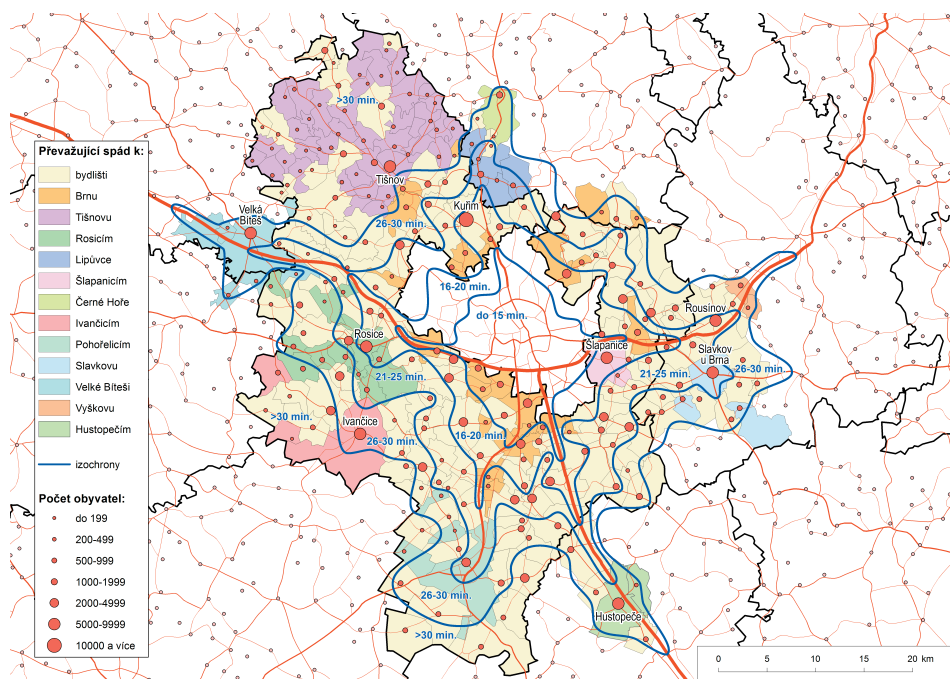 Převažující spád k:
bydlišti
Brnu
Tišnovu
Rosicím
Lipůvce
Šlapanicím
Černé Hoře
Ivančicím
Pohořelicím
Slavkovu
Velké Bíteši
Vyškovu
Hustopečím
izochrony
Počet obyvatel:
do 199
200-499
500-999
1000-1999
2000-4999
5000-9999
10000 a více
>30 min.
Tišnov
Velká
Bíteš
Kuřim
26-30 min.
16-20 min.
do 15 min.
Rousínov
Rosice
Šlapanice
Slavkov
u Brna
21-25 min.
21-25 min.
26-30 min.
>30 min.
Ivančice
26-30 min.
16-20 min.
26-30 min.
Hustopeče
>30 min.
0 5 10 15 20 km